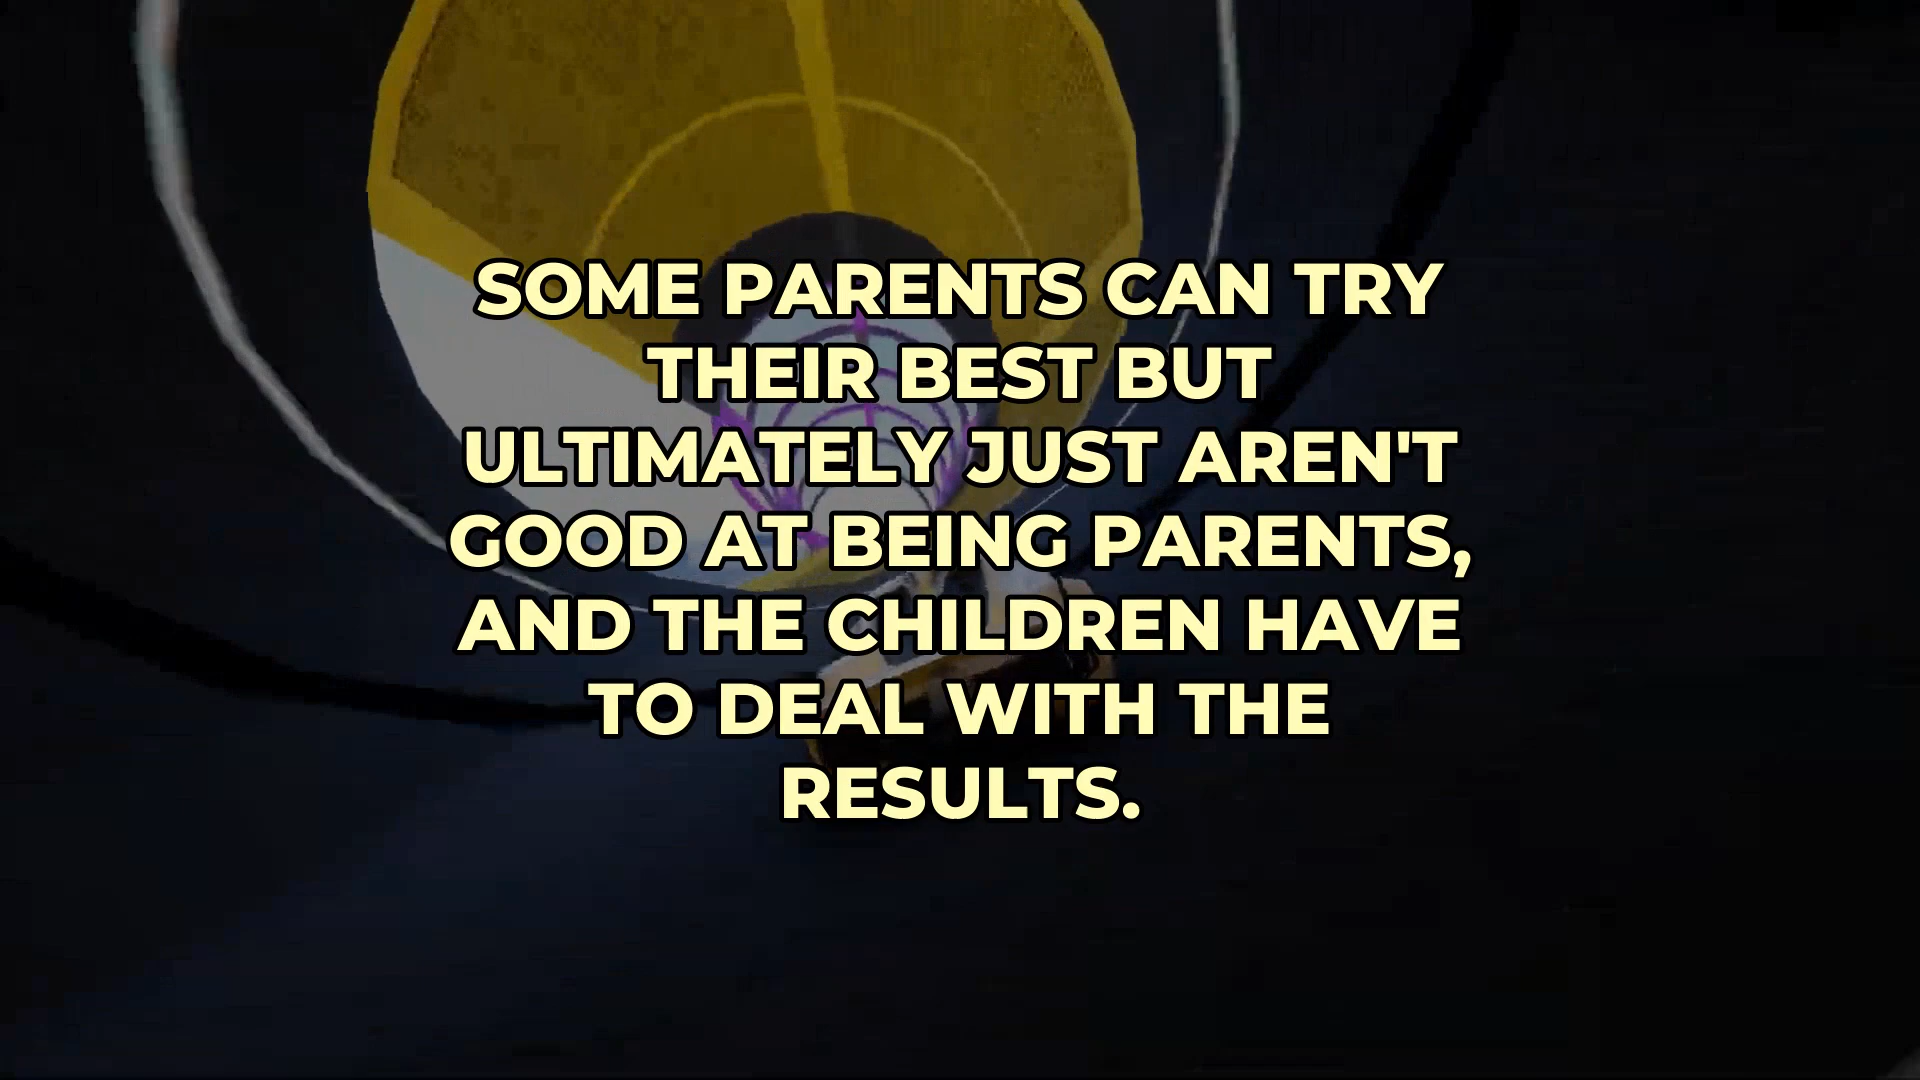 SOME PARENTS CAN TRY
THEIR BEST BUT
ULTIMATELY JUST AREN'T
GOOD AT BEING PARENTS,
AND THE CHILDREN HAVE
TO DEAL WITH THE
RESULTS.